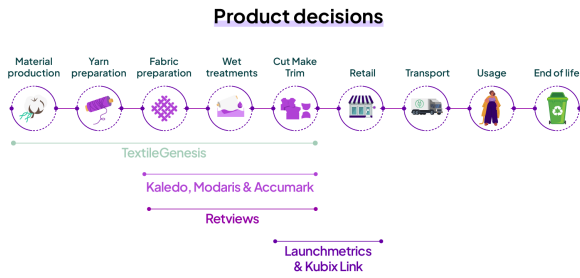 Product decisions
Material production
Yarn preparation
Fabric preparation
Wet treatments
Cut Make Trim
Retail
Transport
Usage
End of life
TextileGenesis
Kaledo, Modaris & Accumark
Retviews
Launchmetrics
& Kubix Link